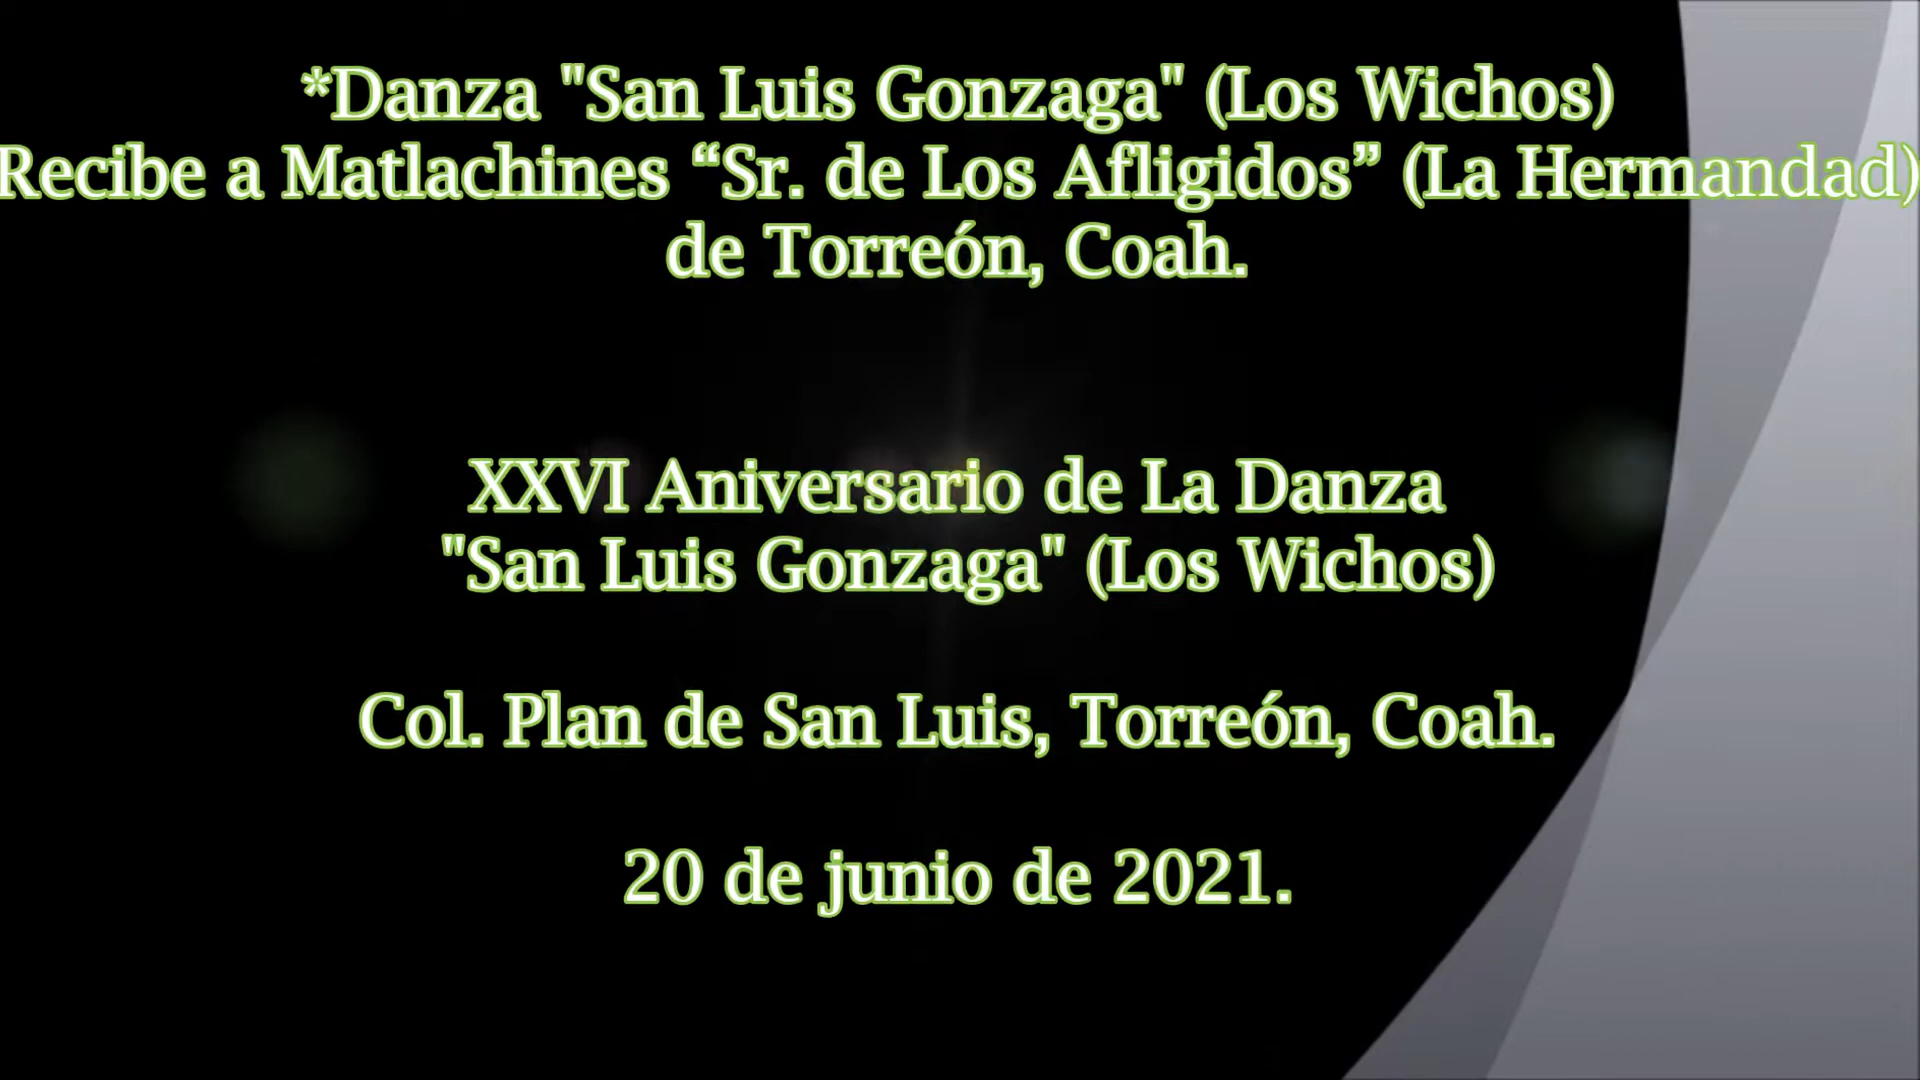 *Danza "San Luis Gonzaga" (Los Wichos)
Recibe a Matlachines “Sr. de Los Afligidos” (La Hermandad)
de Torreón, Coah.
XXVI Aniversario de La Danza
"San Luis Gonzaga" (Los Wichos)
Col. Plan de San Luis, Torreón, Coah.
20 de junio de 2021.